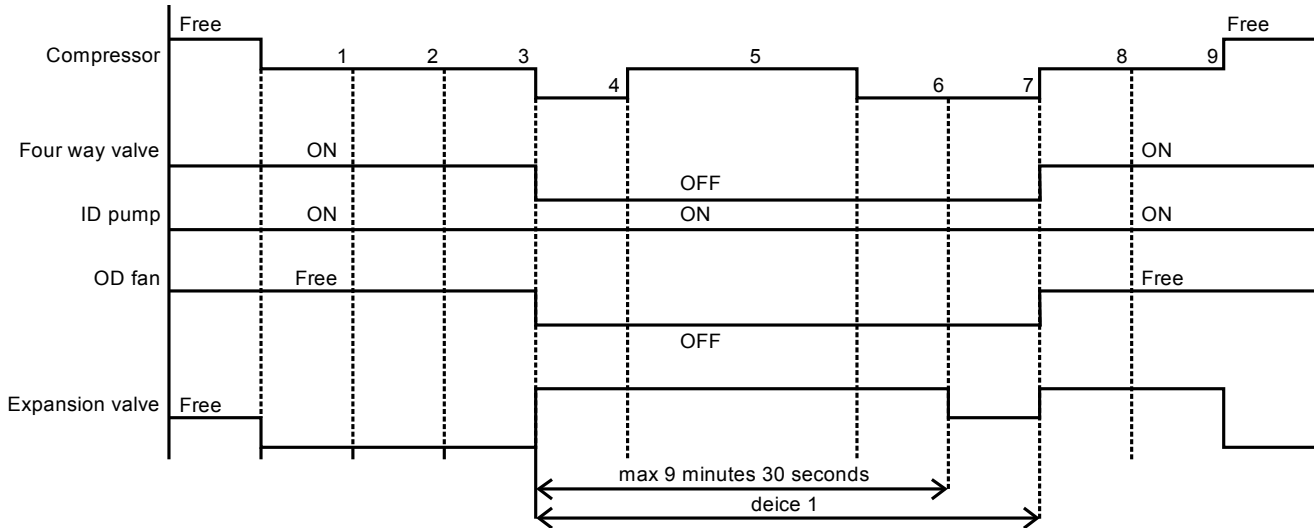 Free Free
Compressor 1 2 3 4 5 6 7 8 9
Four way valve ON OFF ON
ID pump ON ON ON
OD fan Free OFF Free
Expansion valve Free
max 9 minutes 30 seconds
deice 1